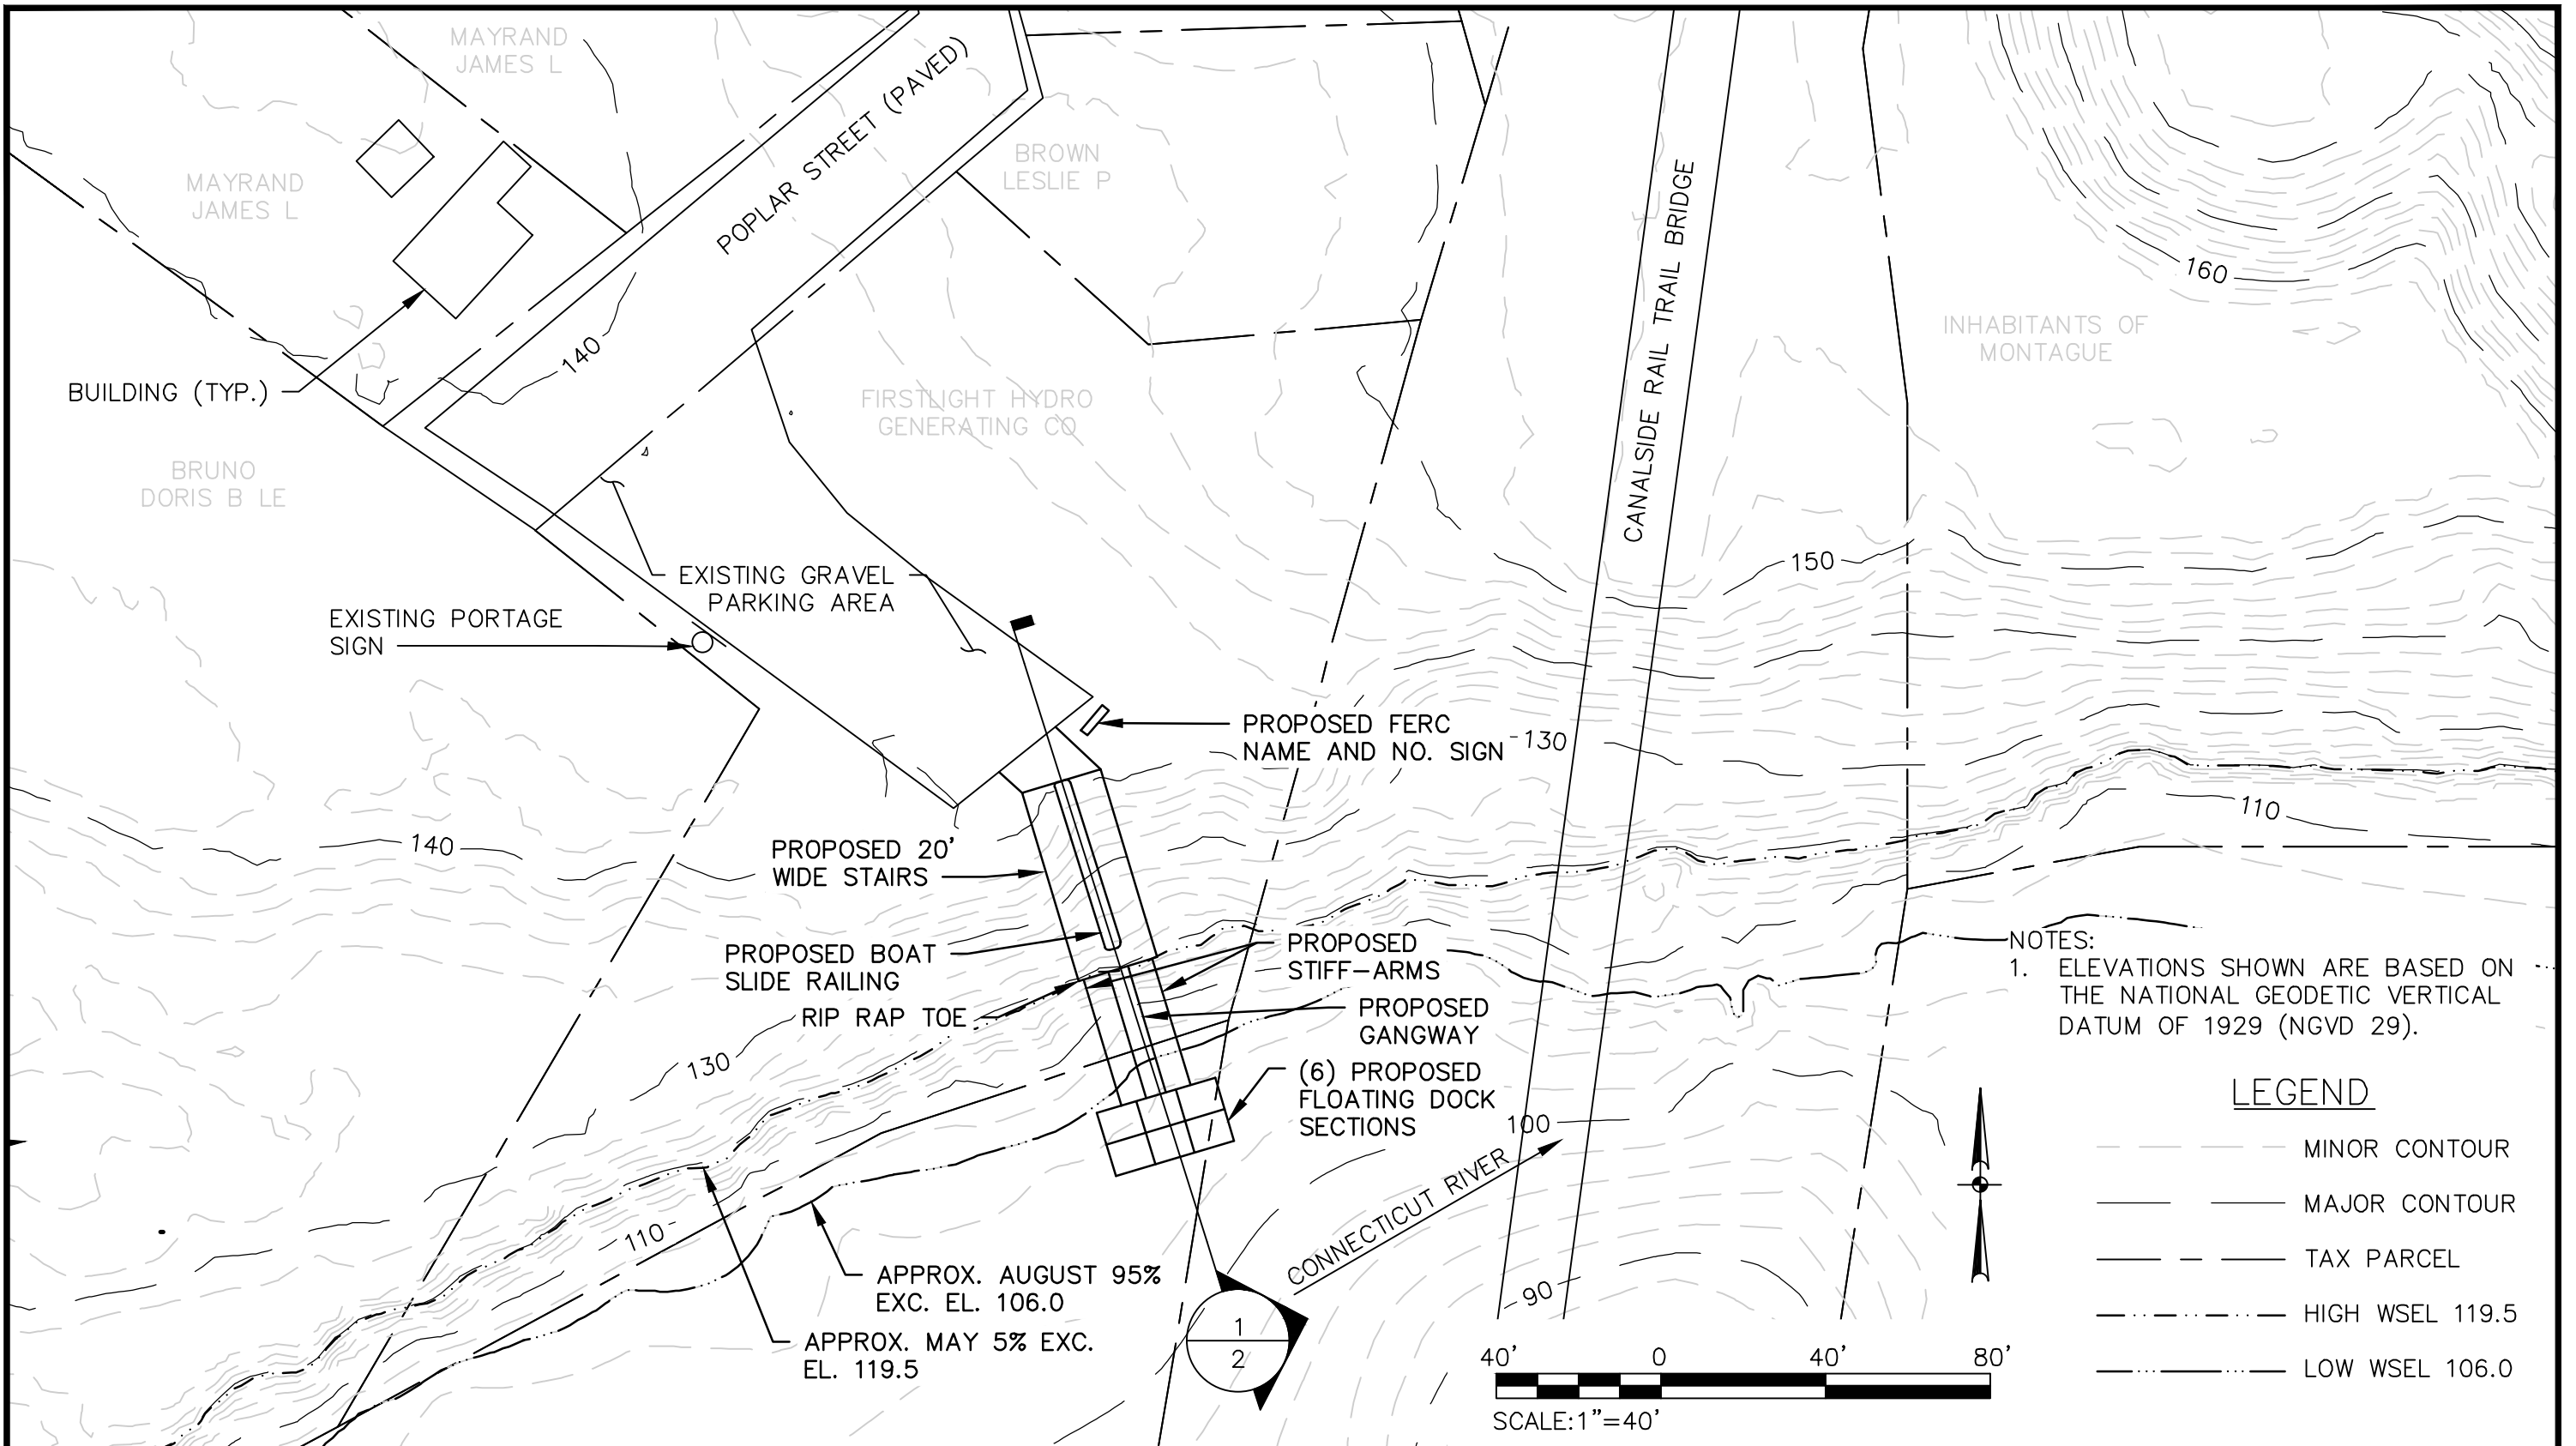 MAYRAND
JAMES L
MAYRAND
JAMES L
POPLAR STREET (PAVED)
BROWN
LESLIE P
CANALSIDE RAIL TRAIL BRIDGE
160
INHABITANTS OF
MONTAGUE
140
BUILDING (TYP.)
FIRSTLIGHT HYDRO
GENERATING CO
BRUNO
DORIS B LE
150
EXISTING GRAVEL
PARKING AREA
EXISTING PORTAGE
SIGN
PROPOSED FERC
NAME AND NO. SIGN
130
110
140
PROPOSED 20'
WIDE STAIRS
PROPOSED BOAT
SLIDE RAILING
PROPOSED
STIFF-ARMS
RIP RAP TOE
PROPOSED
GANGWAY
130
(6) PROPOSED
FLOATING DOCK
SECTIONS
100
NOTES:
1. ELEVATIONS SHOWN ARE BASED ON
THE NATIONAL GEODETIC VERTICAL
DATUM OF 1929 (NGVD 29).
LEGEND
MINOR CONTOUR
MAJOR CONTOUR
TAX PARCEL
HIGH WSEL 119.5
LOW WSEL 106.0
CONNECTICUT RIVER
110
90
APPROX. AUGUST 95%
EXC. EL. 106.0
APPROX. MAY 5% EXC.
EL. 119.5
1
2
40' 0 40' 80'
SCALE:1"=40'